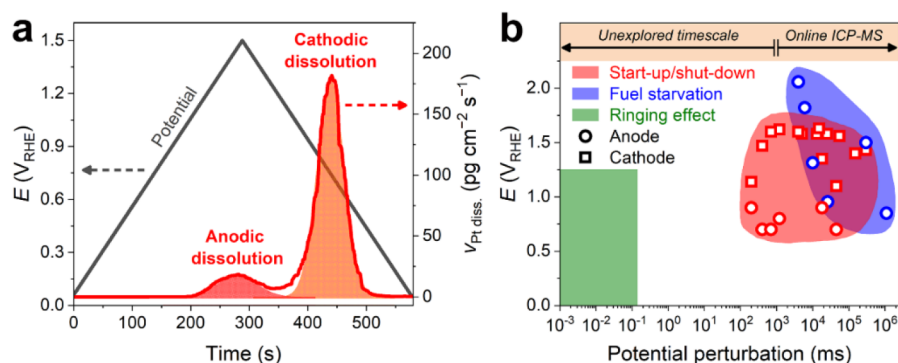 a
Cathodic
dissolution
Potential
Anodic
dissolution
1.5
1.2
0.9
0.6
0.3
0.0
E (V_RHE)
200
150
100
50
0
v_Pt diss. (pg cm⁻² s⁻¹)
0 100 200 300 400 500
Time (s)
b
Unexplored timescale Online ICP-MS
Start-up/shut-down
Fuel starvation
Ringing effect
Anode
Cathode
2.0
1.5
1.0
0.5
0.0
E (V_RHE)
10⁻³ 10⁻² 10⁻¹ 10⁰ 10¹ 10² 10³ 10⁴ 10⁵ 10⁶
Potential perturbation (ms)